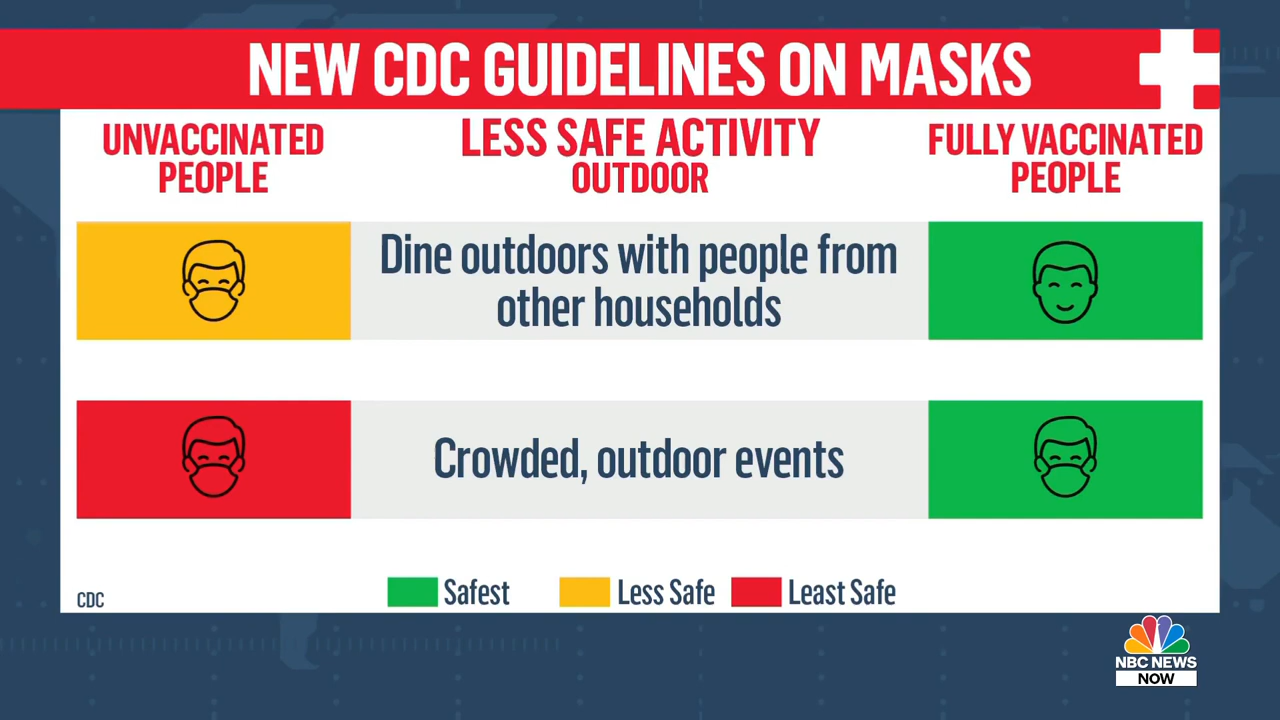 NEW CDC GUIDELINES ON MASKS
UNVACCINATED
PEOPLE
LESS SAFE ACTIVITY
OUTDOOR
FULLY VACCINATED
PEOPLE
Dine outdoors with people from
other households
Crowded, outdoor events
CDC
Safest
Less Safe
Least Safe
NBC NEWS
NOW